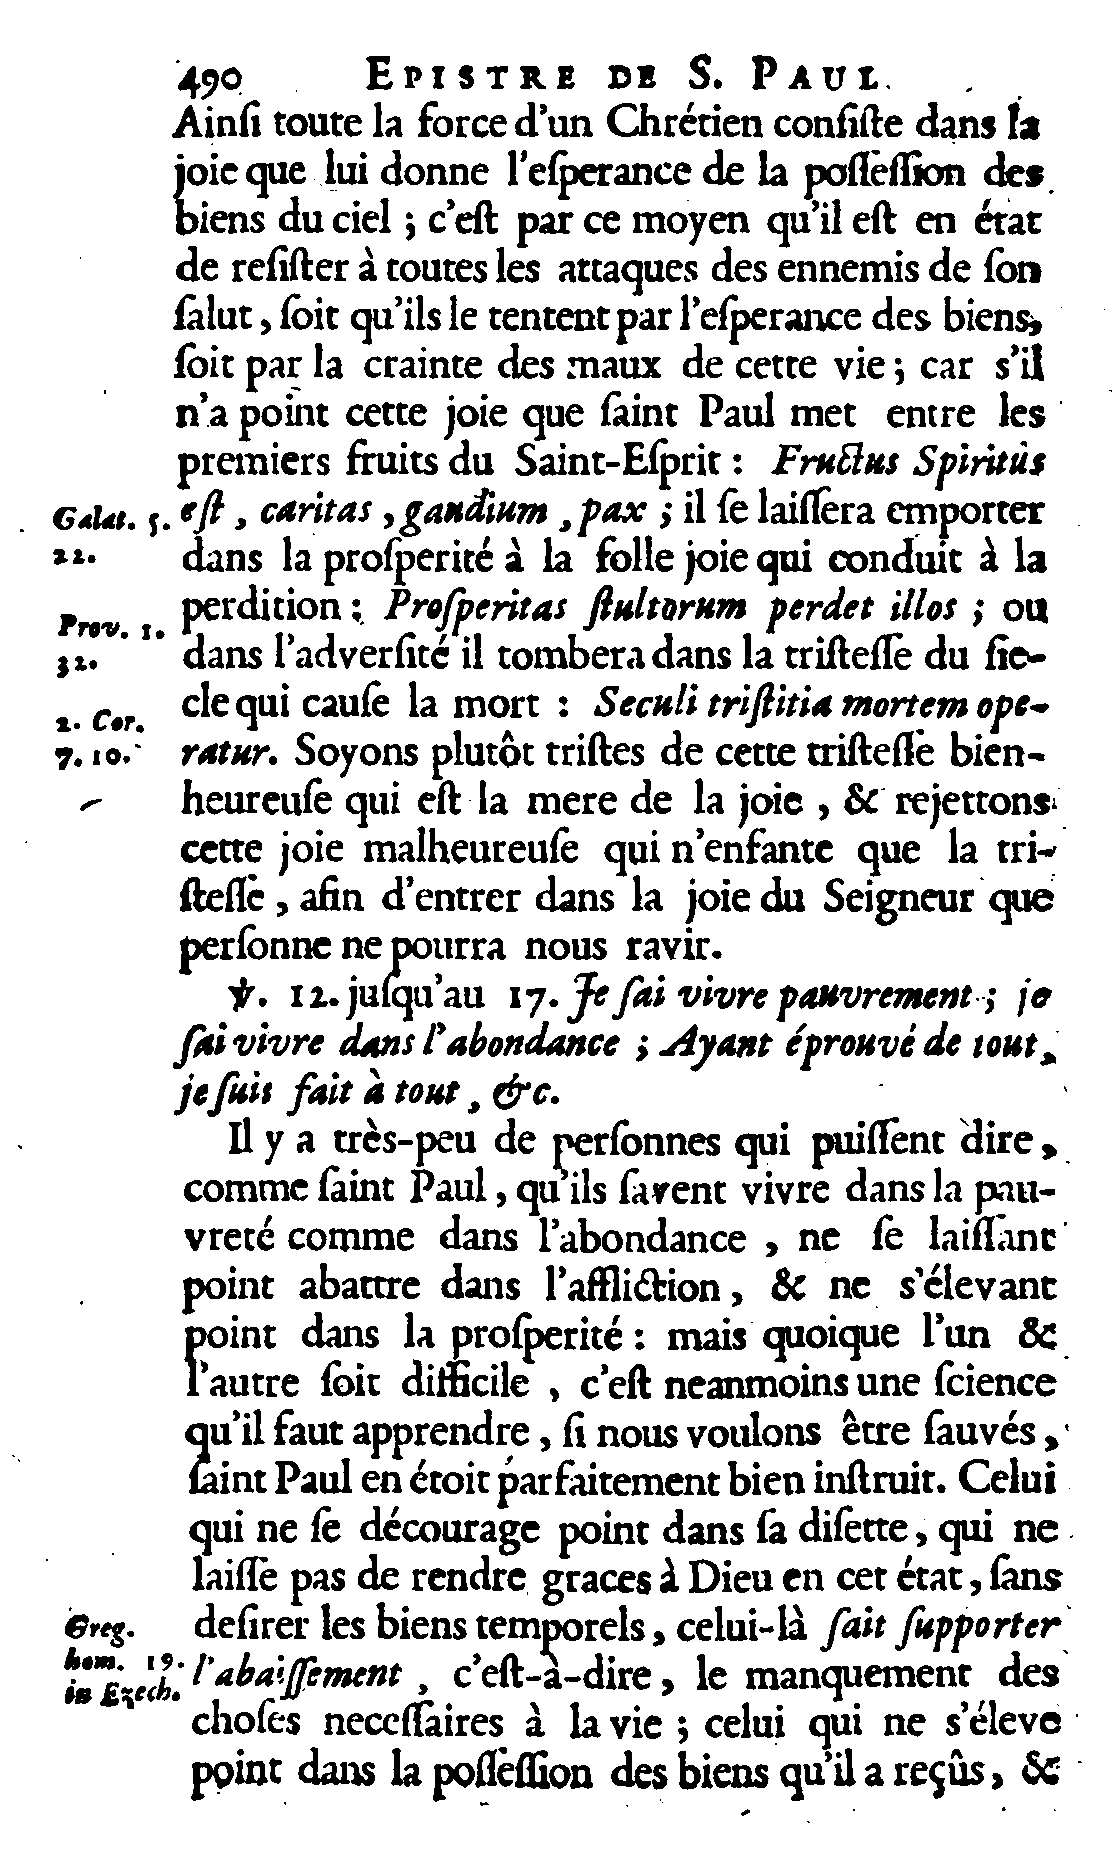 490 EPISTRE DE S. PAUL.
Ainſi toute la force d'un Chrétien conſiſte dans la
joie que lui donne l'eſperance de la poſſeſſion des
biens du ciel ; c'eſt par ce moyen qu'il eſt en état
de reſiſter à toutes les attaques des ennemis de ſon
ſalut, ſoit qu'ils le tentent par l'eſperance des biens,
ſoit par la crainte des maux de cette vie ; car s'il
n'a point cette joie que ſaint Paul met entre les
premiers fruits du Saint-Eſprit : Fructus Spiritûs
Galat. 5. eſt, caritas, gaudium, pax ; il ſe laiſſera emporter
22. dans la proſperité à la folle joie qui conduit à la
Prov. 1. perdition ; Proſperitas ſtultorum perdet illos ; ou
32. dans l'adverſité il tombera dans la triſteſſe du ſie-
2. Cor. cle qui cauſe la mort : Seculi triſtitia mortem ope-
7. 10. ratur. Soyons plutôt triſtes de cette triſteſſe bien-
heureuſe qui eſt la mere de la joie, & rejettons
cette joie malheureuſe qui n'enfante que la tri-
ſteſſe, afin d'entrer dans la joie du Seigneur que
perſonne ne pourra nous ravir.
℣. 12. juſqu'au 17. Je ſai vivre pauvrement ; je
ſai vivre dans l'abondance ; Ayant éprouvé de tout,
je ſuis fait à tout, &c.
Il y a très-peu de perſonnes qui puiſſent dire,
comme ſaint Paul, qu'ils ſavent vivre dans la pau-
vreté comme dans l'abondance, ne ſe laiſſant
point abattre dans l'affliction, & ne s'élevant
point dans la proſperité : mais quoique l'un &
l'autre ſoit difficile, c'eſt neanmoins une ſcience
qu'il faut apprendre, ſi nous voulons être ſauvés,
ſaint Paul en étoit parfaitement bien inſtruit. Celui
qui ne ſe décourage point dans ſa diſette, qui ne
laiſſe pas de rendre graces à Dieu en cet état, ſans
Greg. deſirer les biens temporels, celui-là ſait ſupporter
hom. 19. l'abaiſſement, c'eſt-à-dire, le manquement des
in Ezech. choſes neceſſaires à la vie ; celui qui ne s'éleve
point dans la poſſeſſion des biens qu'il a reçûs, &